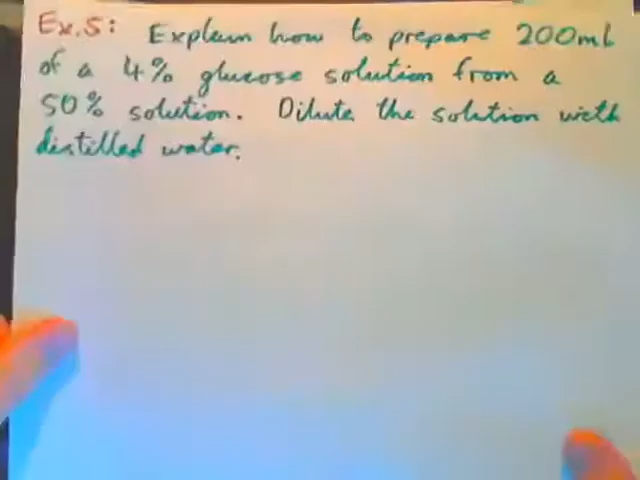 Ex.5: Explain how to prepare 200ml
of a 4% glucose solution from a
50% solution. Dilute the solution with
distilled water.